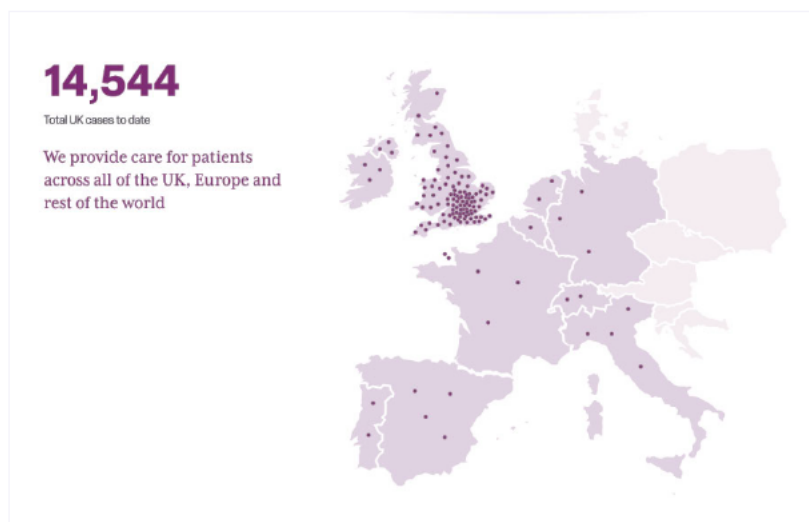 14,544
Total UK cases to date
We provide care for patients
across all of the UK, Europe and
rest of the world